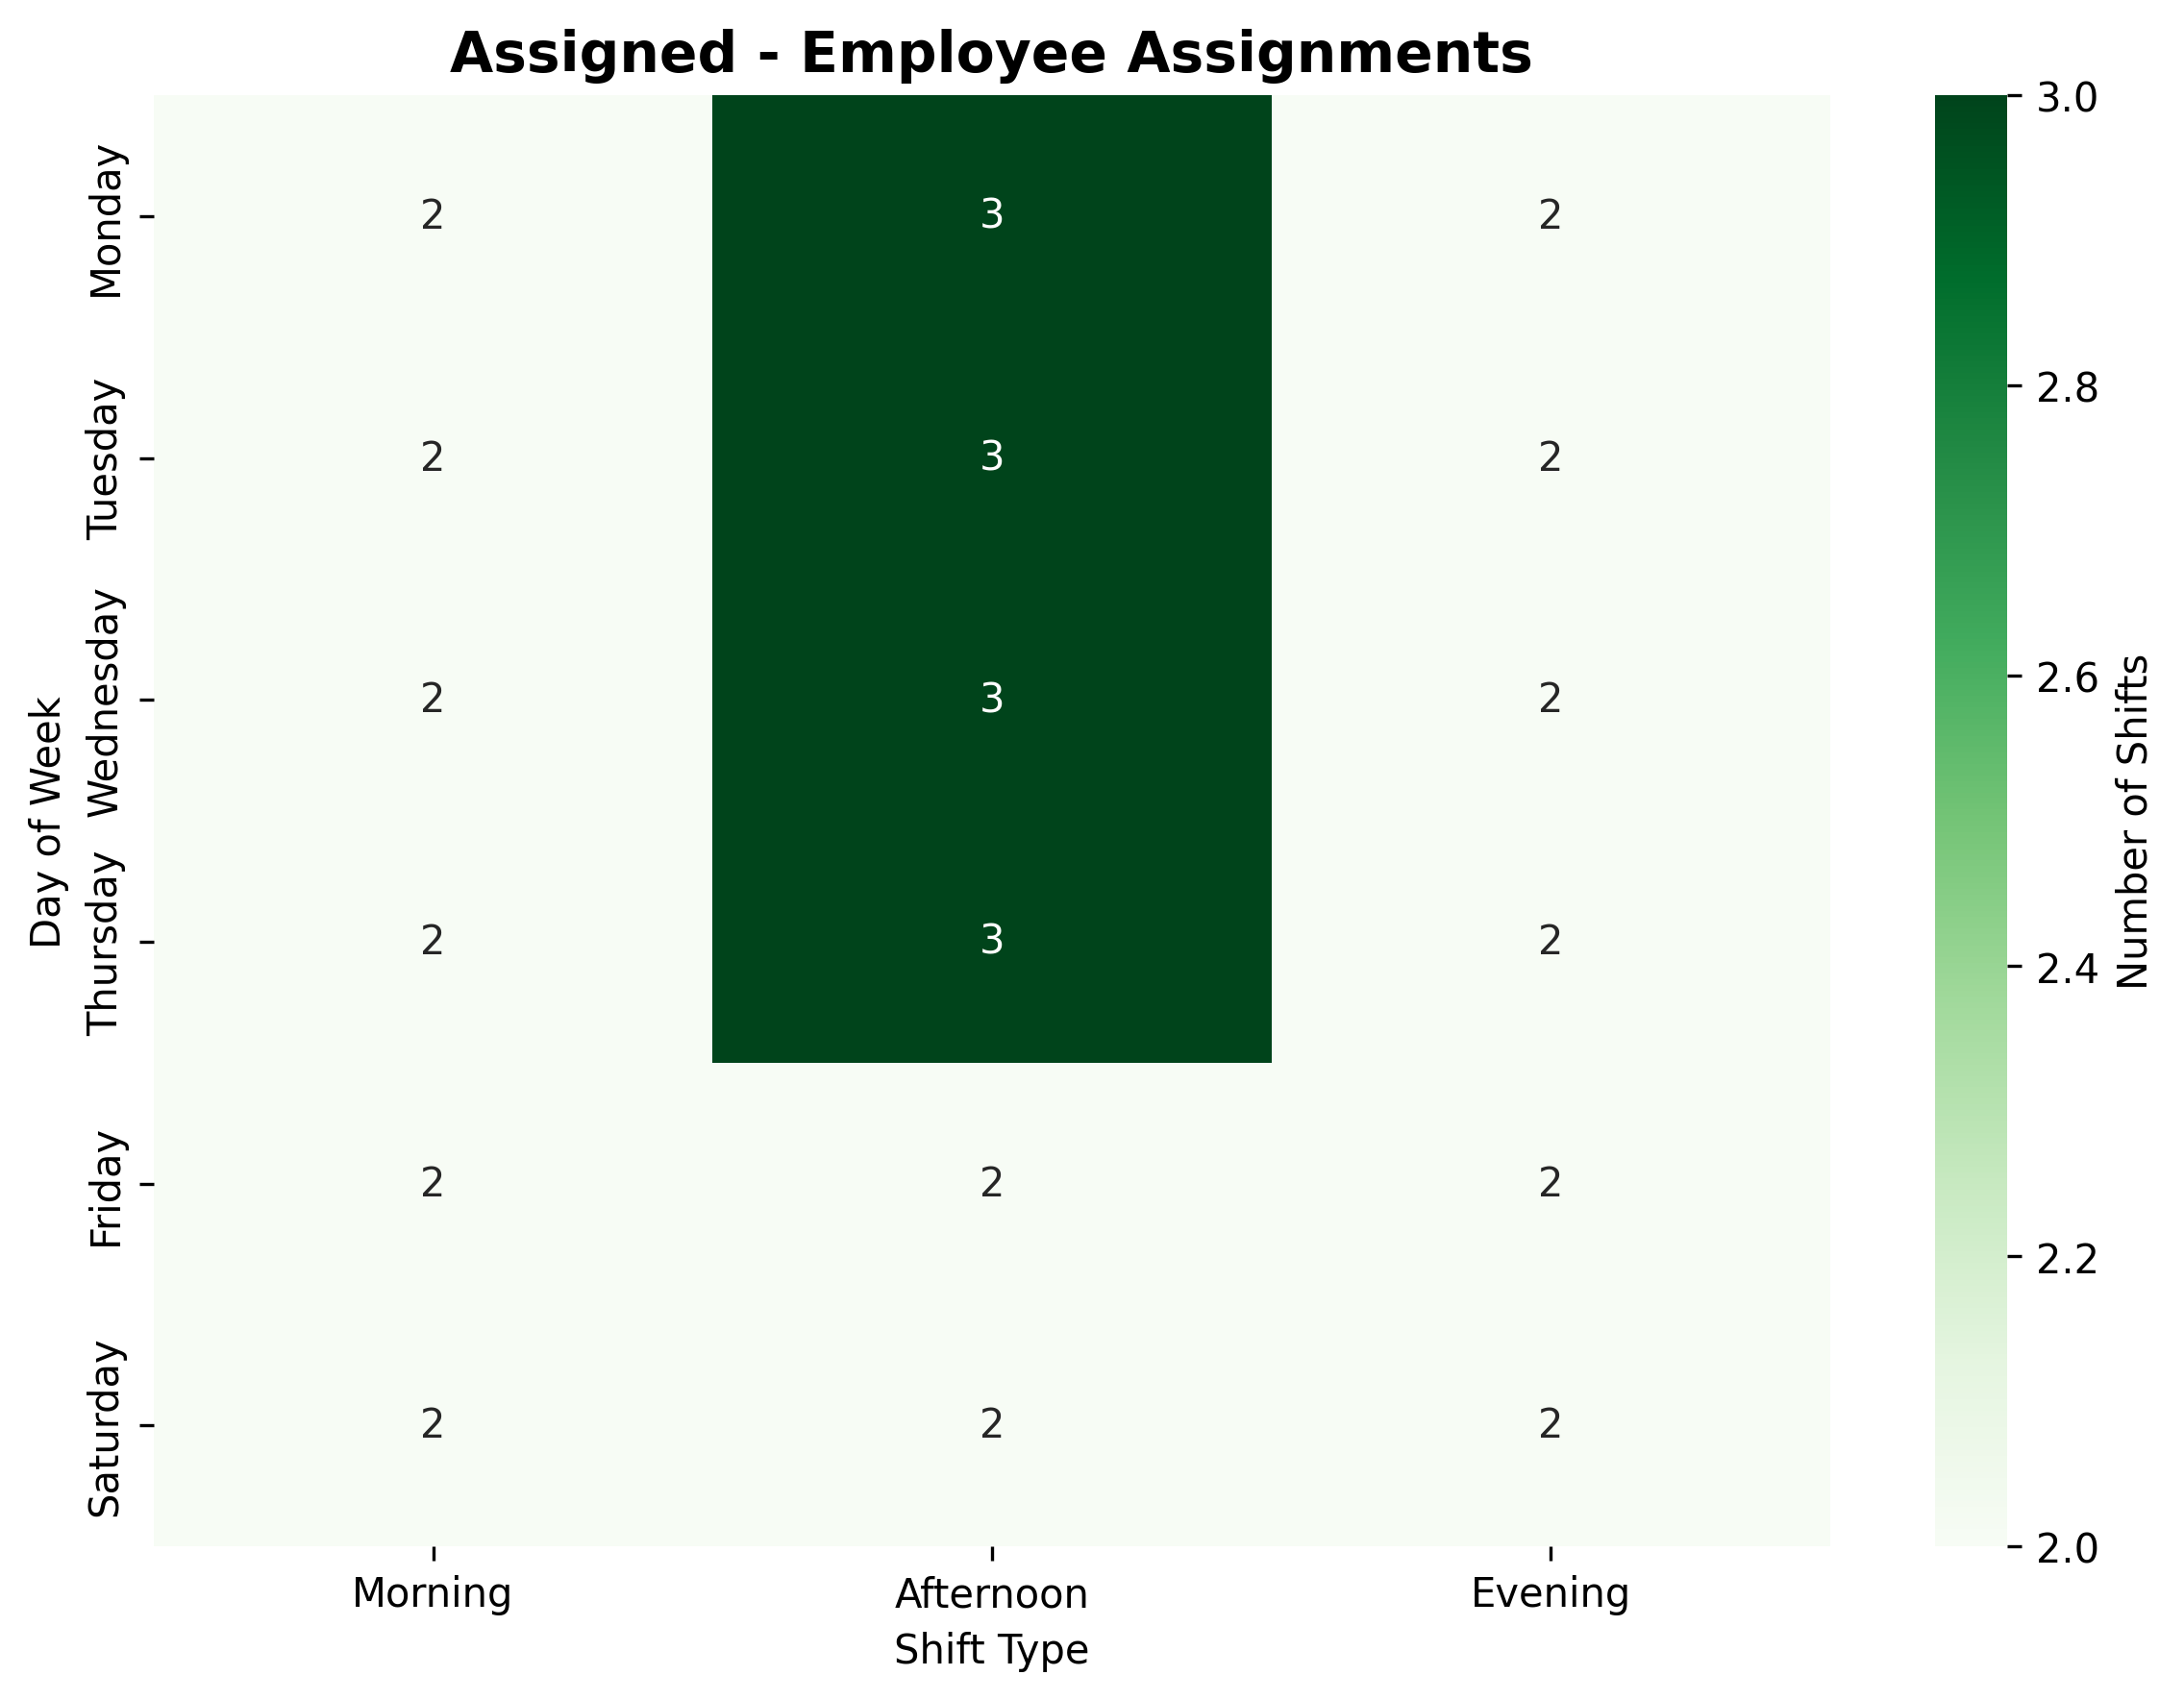 Assigned - Employee Assignments
Day of Week
Monday
2 3 2
Tuesday
2 3 2
Wednesday
2 3 2
Thursday
2 3 2
Friday
2 2 2
Saturday
2 2 2
Morning Afternoon Evening
Shift Type
3.0
2.8
2.6
2.4
2.2
2.0
Number of Shifts